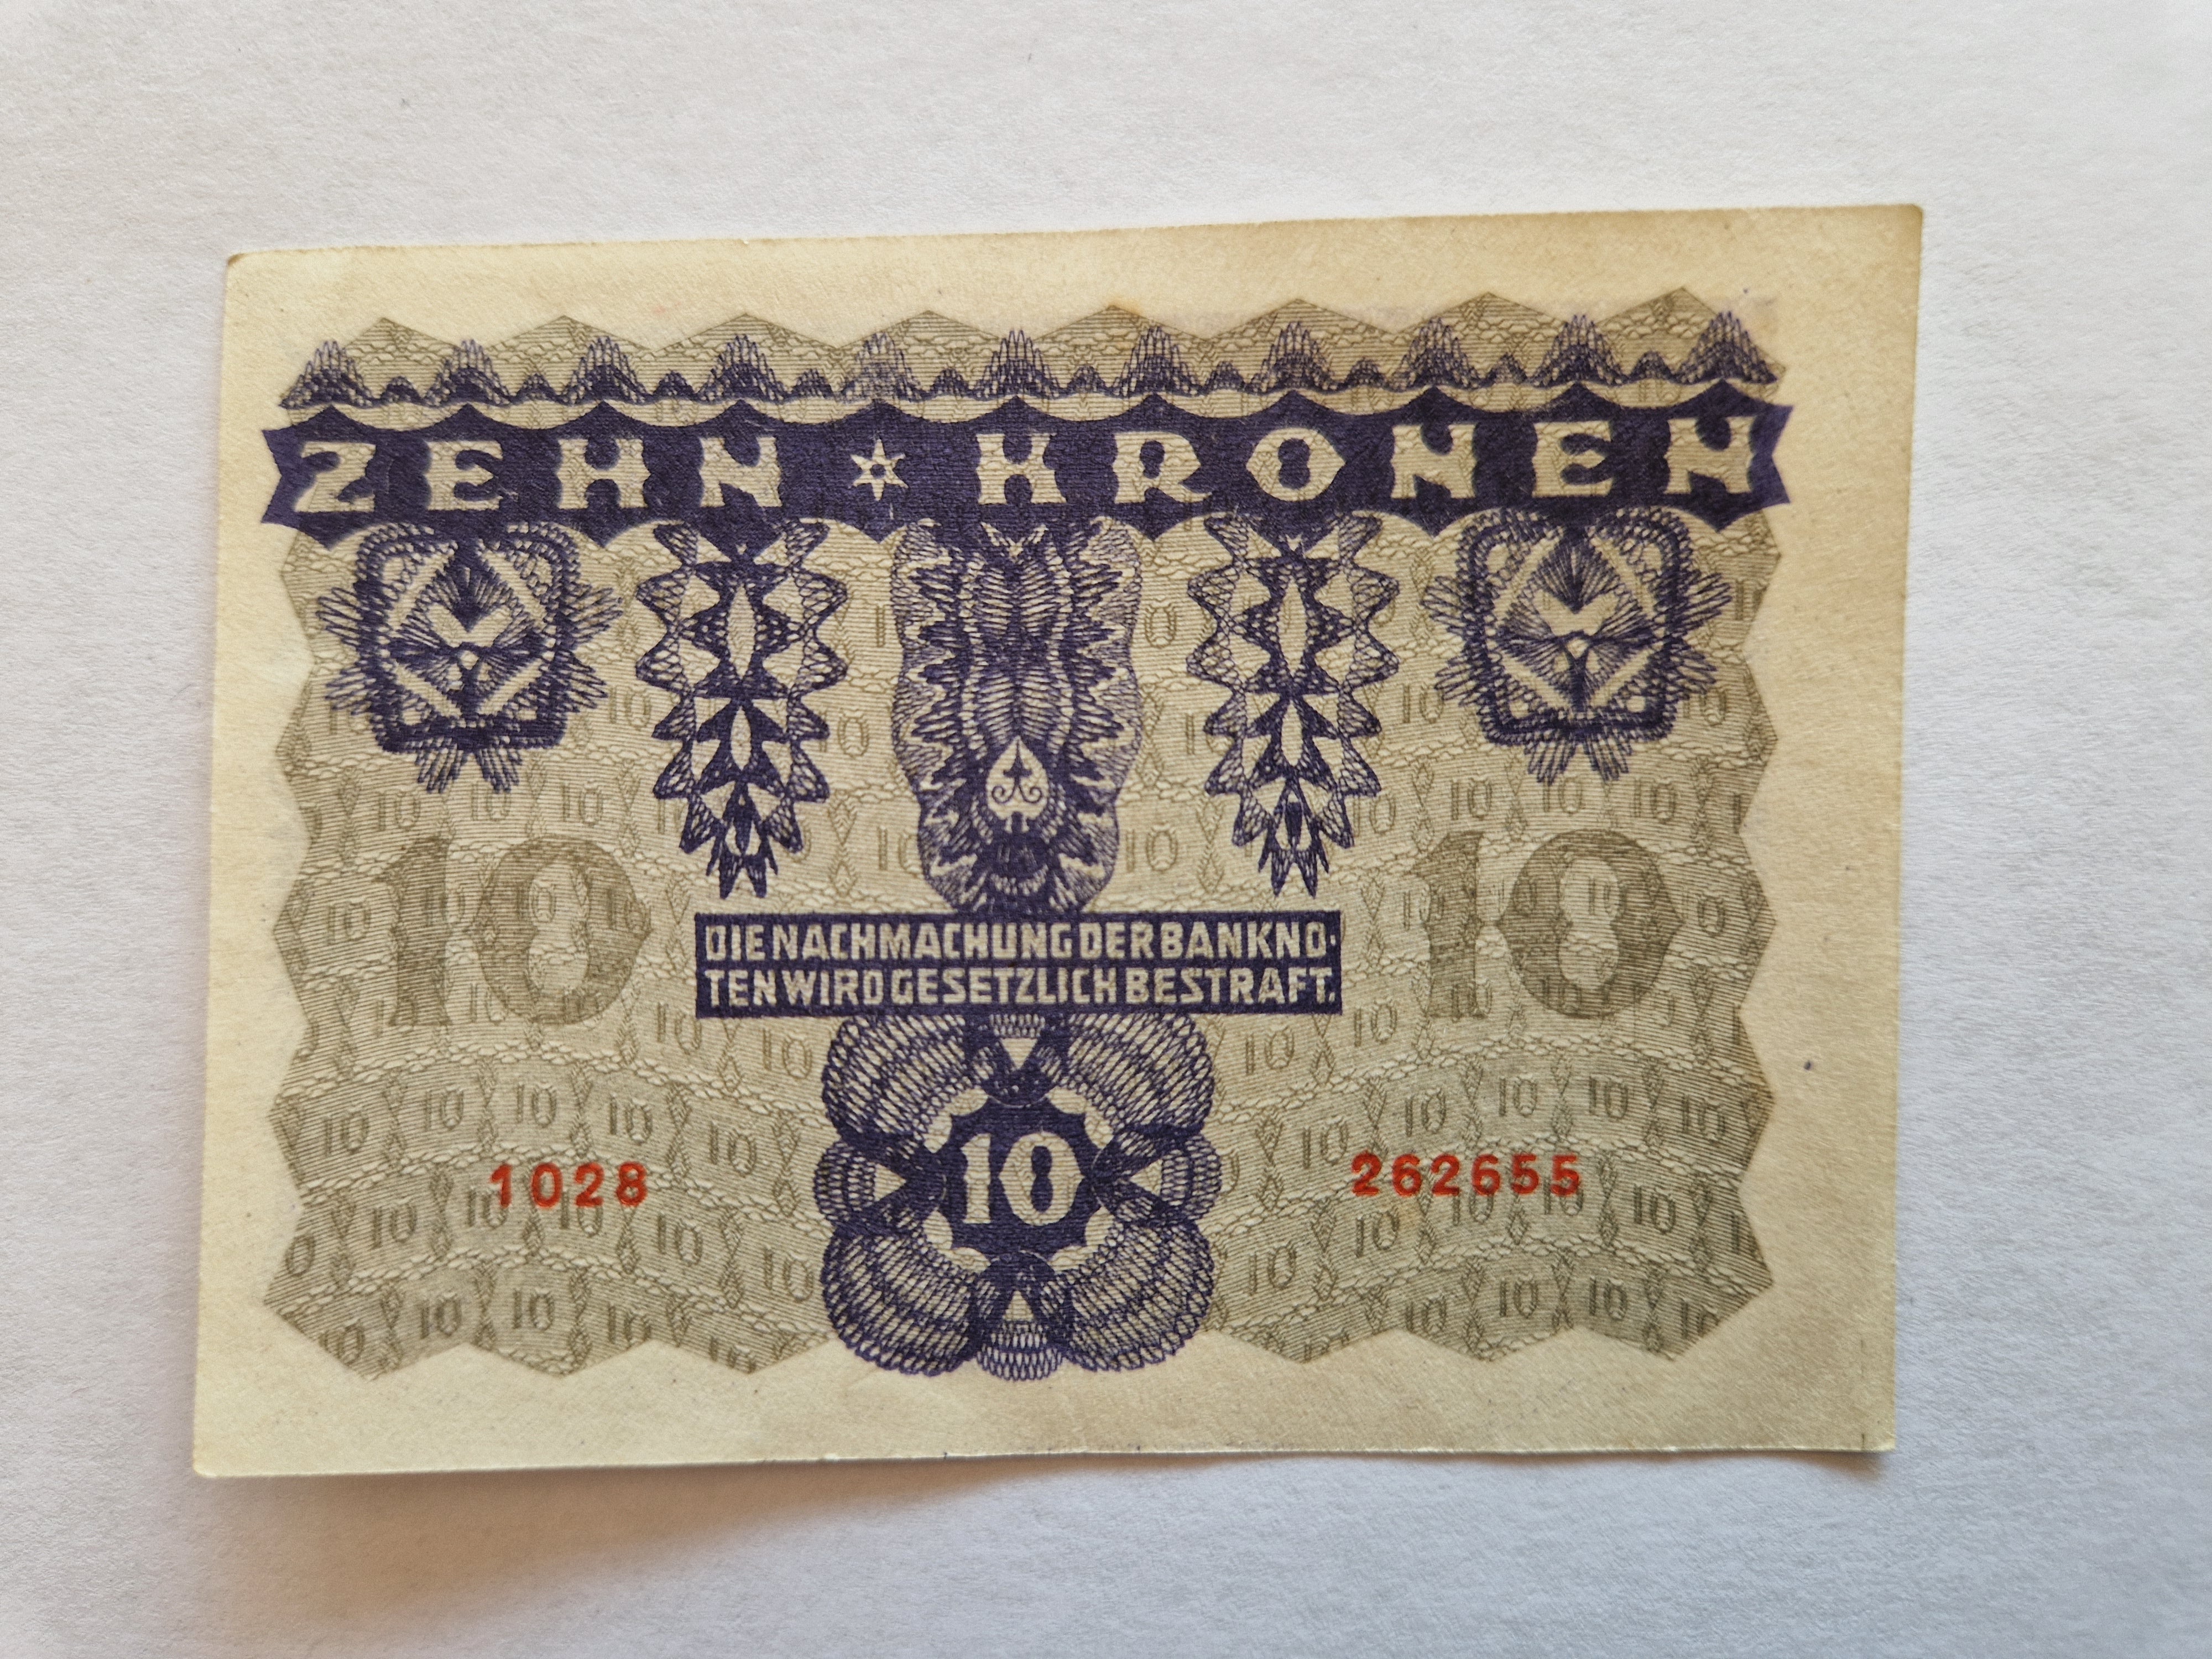 ZEHN * KRONEN
10 10
DIE NACHMACHUNG DER BANKNO-
TEN WIRD GESETZLICH BESTRAFT.
10
1028 262655